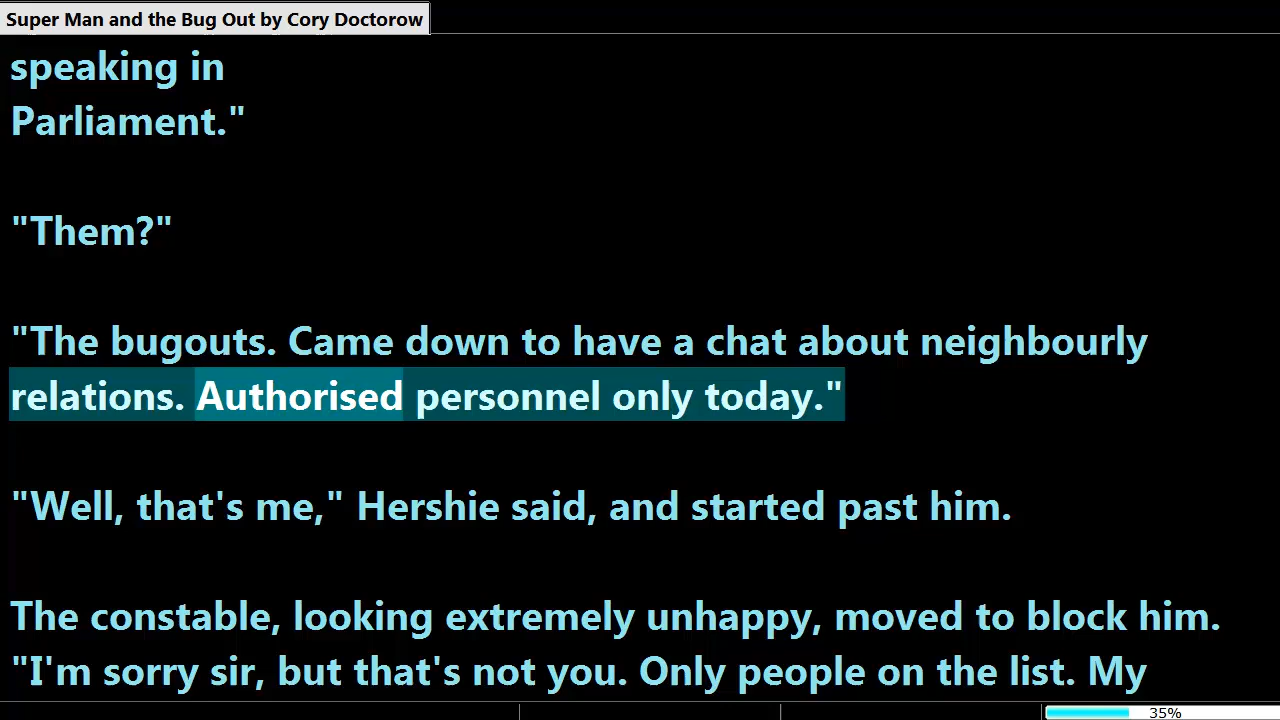 Super Man and the Bug Out by Cory Doctorow
speaking in
Parliament."
"Them?"
"The bugouts. Came down to have a chat about neighbourly
relations. Authorised personnel only today."
"Well, that's me," Hershie said, and started past him.
The constable, looking extremely unhappy, moved to block him.
"I'm sorry sir, but that's not you. Only people on the list. My
35%